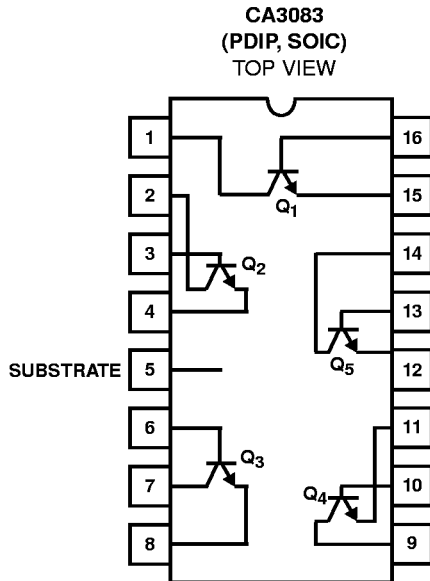 CA3083
(PDIP, SOIC)
TOP VIEW
1
16
2
Q1
15
3
Q2
14
4
13
SUBSTRATE 5
Q5
12
6
11
7
Q3
Q4
10
8
9